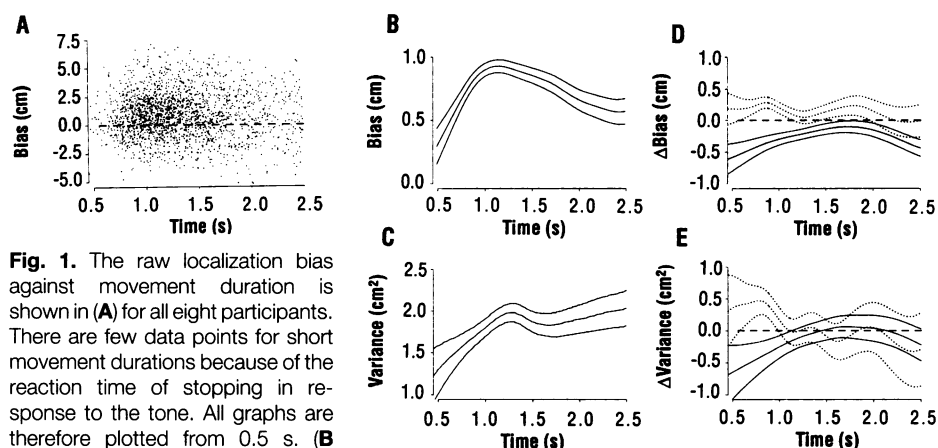 A
7.5
5.0
2.5
0.0
-2.5
-5.0
Bias (cm)
0.5 1.0 1.5 2.0 2.5
Time (s)
B
1.0
0.5
0.0
Bias (cm)
0.5 1.0 1.5 2.0 2.5
Time (s)
D
1.0
0.5
0.0
-0.5
-1.0
ΔBias (cm)
0.5 1.0 1.5 2.0 2.5
Time (s)
C
2.5
2.0
1.5
1.0
Variance (cm²)
0.5 1.0 1.5 2.0 2.5
Time (s)
E
1.0
0.5
0.0
-0.5
-1.0
ΔVariance (cm²)
0.5 1.0 1.5 2.0 2.5
Time (s)
Fig. 1. The raw localization bias
against movement duration is
shown in (A) for all eight participants.
There are few data points for short
movement durations because of the
reaction time of stopping in re-
sponse to the tone. All graphs are
therefore plotted from 0.5 s. (B